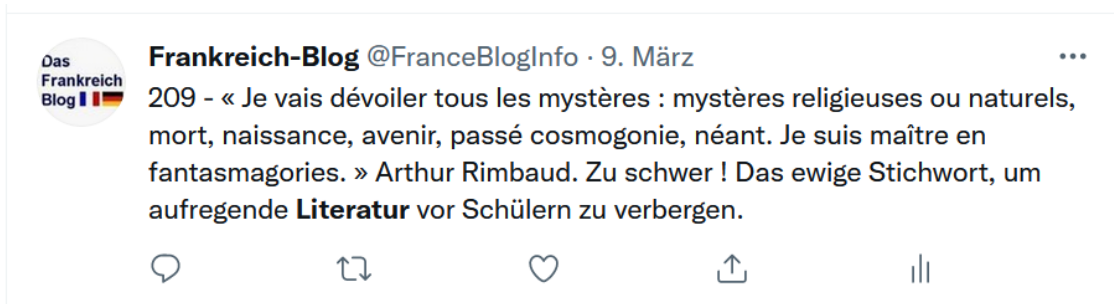 Das
Frankreich
Blog
Frankreich-Blog @FranceBlogInfo · 9. März
209 - « Je vais dévoiler tous les mystères : mystères religieuses ou naturels,
mort, naissance, avenir, passé cosmogonie, néant. Je suis maître en
fantasmagories. » Arthur Rimbaud. Zu schwer ! Das ewige Stichwort, um
aufregende Literatur vor Schülern zu verbergen.